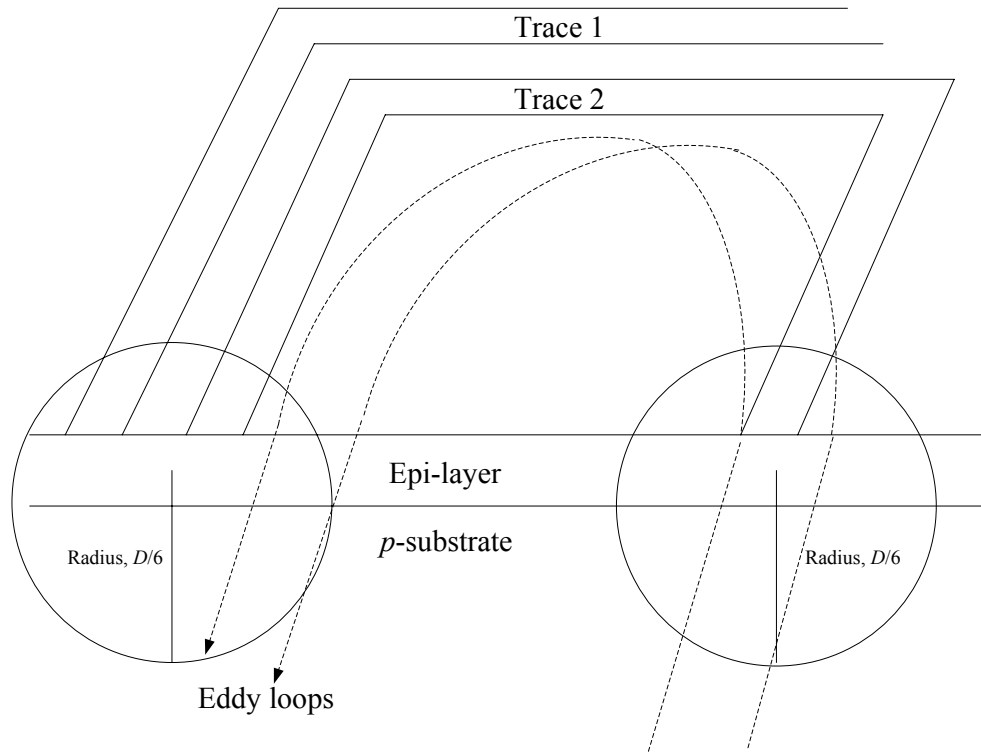 Trace 1
Trace 2
Epi-layer
p-substrate
Radius, D/6
Radius, D/6
Eddy loops